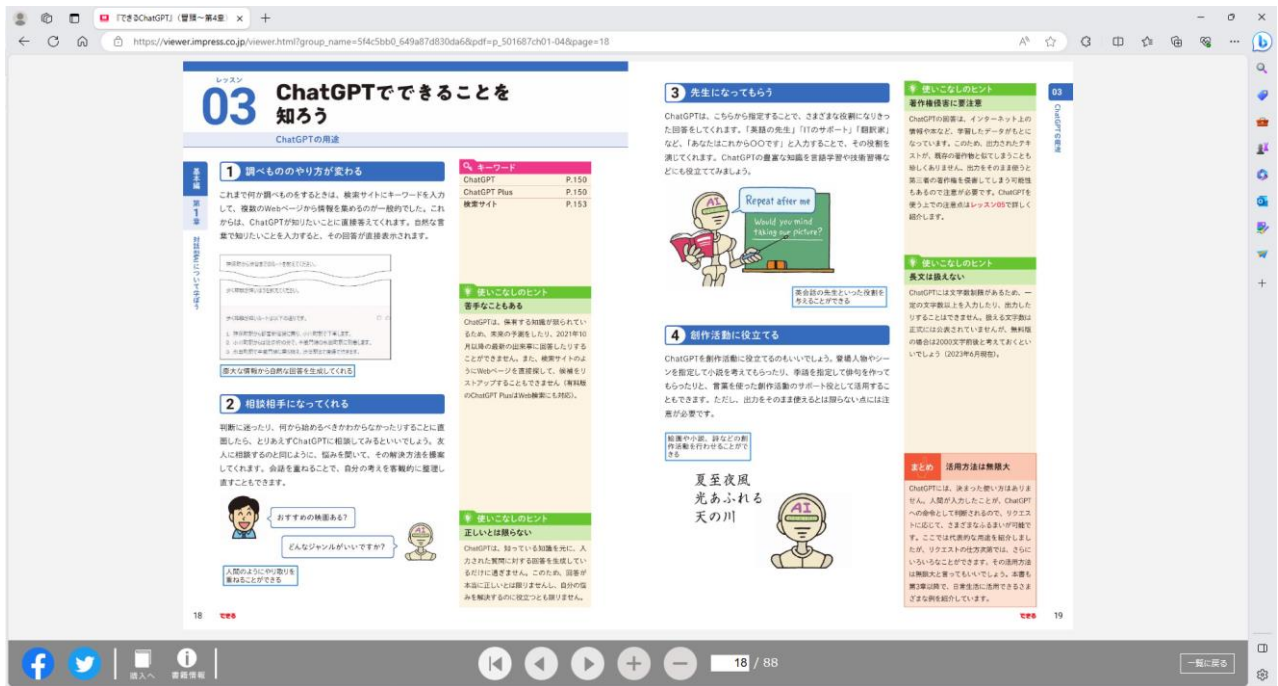 『できるChatGPT』（冒頭～第4章）
https://viewer.impress.co.jp/viewer.html?group_name=5f4c5bb0_649a87d830da6&pdf=p_501687ch01-04&page=18
レッスン
03
ChatGPTでできることを
知ろう
ChatGPTの用途
基本編
第1章
対話型AIについて学ぼう
1 調べもののやり方が変わる
これまで何か調べものをするときは、検索サイトにキーワードを入力
して、複数のWebページから情報を集めるのが一般的でした。これ
からは、ChatGPTが知りたいことに直接答えてくれます。自然な言
葉で知りたいことを入力すると、その回答が直接表示されます。
膨大な情報から自然な回答を生成してくれる
2 相談相手になってくれる
判断に迷ったり、何から始めるべきかわからなかったりすることに直
面したら、とりあえずChatGPTに相談してみるといいでしょう。友
人に相談するのと同じように、悩みを聞いて、その解決方法を提案
してくれます。会話を重ねることで、自分の考えを客観的に整理し
直すこともできます。
おすすめの映画ある?
どんなジャンルがいいですか?
AI
人間のようにやり取りを
重ねることができる
キーワード
ChatGPT P.150
ChatGPT Plus P.150
検索サイト P.153
使いこなしのヒント
苦手なこともある
ChatGPTは、保有する知識が限られてい
るため、未来の予測をしたり、2021年10
月以降の最新の出来事に回答したりする
ことができません。また、検索サイトのよ
うにWebページを直接探して、候補をリ
ストアップすることもできません（有料版
のChatGPT PlusはWeb検索にも対応）。
使いこなしのヒント
正しいとは限らない
ChatGPTは、知っている知識を元に、入
力された質問に対する回答を生成してい
るだけに過ぎません。このため、回答が
本当に正しいとは限りませんし、自分の悩
みを解決するのに役立つとも限りません。
18 できる
3 先生になってもらう
ChatGPTは、こちらから指定することで、さまざまな役割になりきっ
た回答をしてくれます。「英語の先生」「ITのサポート」「翻訳家」
など、「あなたはこれから〇〇です」と入力することで、その役割を
演じてくれます。ChatGPTの豊富な知識を言語学習や技術習得な
どにも役立ててみましょう。
AI
Repeat after me
Would you mind
taking our picture?
英会話の先生といった役割を
与えることができる
4 創作活動に役立てる
ChatGPTを創作活動に役立てるのもいいでしょう。登場人物やシー
ンを指定して小説を考えてもらったり、季語を指定して俳句を作って
もらったりと、言葉を使った創作活動のサポート役として活用するこ
ともできます。ただし、出力をそのまま使えるとは限らない点には注
意が必要です。
絵画や小説、詩などの創
作活動を行わせることがで
きる
夏至夜風
光あふれる
天の川
AI
使いこなしのヒント
著作権侵害に要注意
ChatGPTの回答は、インターネット上の
情報や本など、学習したデータがもとに
なっています。このため、出力されたテキ
ストが、既存の著作物と似てしまうことも
珍しくありません。出力をそのまま使うと
第三者の著作権を侵害してしまう可能性
もあるので注意が必要です。ChatGPTを
使う上での注意点はレッスン05で詳しく
紹介します。
使いこなしのヒント
長文は扱えない
ChatGPTには文字数制限があるため、一
定の文字数以上を入力したり、出力した
りすることはできません。扱える文字数は
正式には公表されていませんが、無料版
の場合は2000文字前後と考えておくとい
いでしょう（2023年6月現在）。
まとめ 活用方法は無限大
ChatGPTには、決まった使い方はありま
せん。人間が入力したことが、ChatGPT
への命令として判断されるので、リクエス
トに応じて、さまざまなふるまいが可能で
す。ここでは代表的な用途を紹介しまし
たが、リクエストの仕方次第では、さらに
いろいろなことができます。その活用方法
は無限大と言ってもいいでしょう。本書も
第3章以降で、日常生活に活用できるさま
ざまな例を紹介しています。
03
ChatGPTの用途
できる 19
購入へ
書籍情報
18 / 88
一覧に戻る